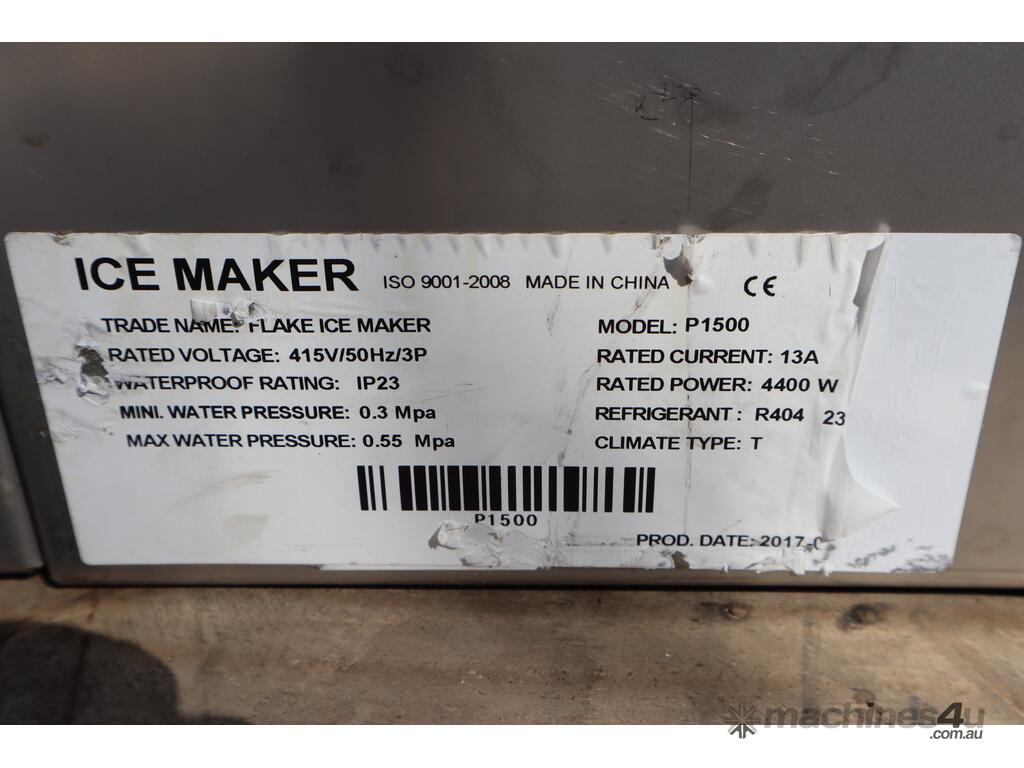 ICE MAKER ISO 9001-2008 MADE IN CHINA CE
TRADE NAME: FLAKE ICE MAKER
MODEL: P1500
RATED VOLTAGE: 415V/50Hz/3P
RATED CURRENT: 13A
WATERPROOF RATING: IP23
RATED POWER: 4400 W
MINI. WATER PRESSURE: 0.3 Mpa
REFRIGERANT: R404 23
MAX WATER PRESSURE: 0.55 Mpa
CLIMATE TYPE: T
P1500
PROD. DATE: 2017-0
machines4u
.com.au